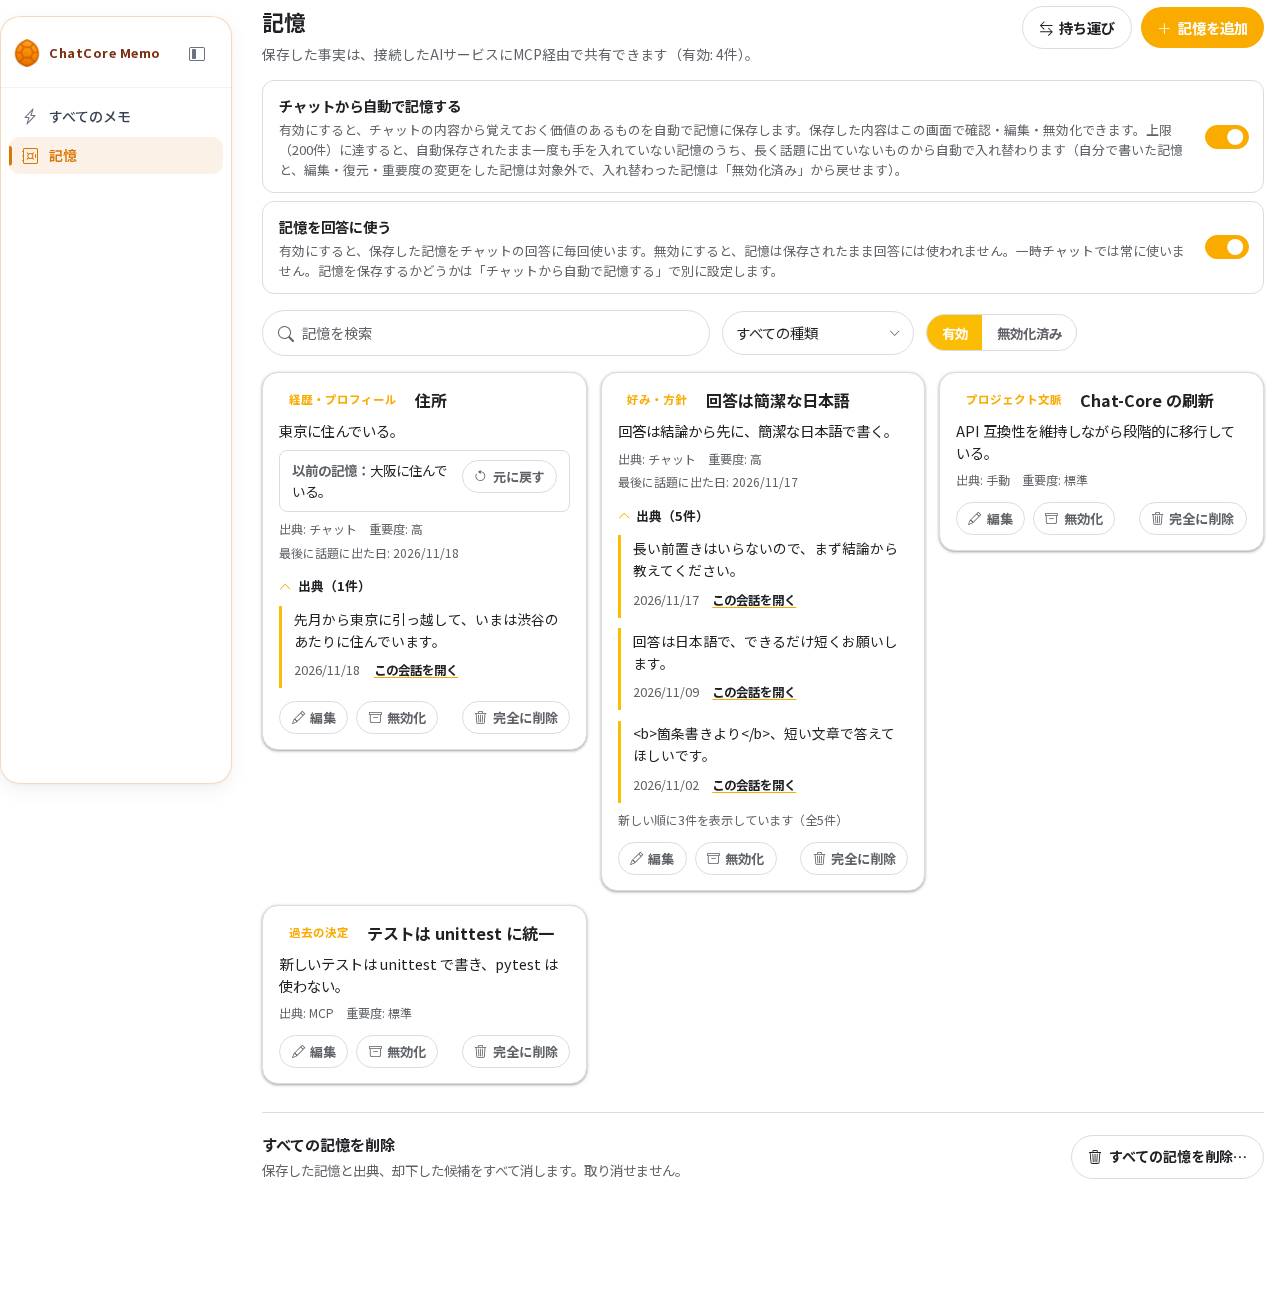 ChatCore Memo
すべてのメモ
記憶
記憶
保存した事実は、接続したAIサービスにMCP経由で共有できます（有効: 4件）。
持ち運び
記憶を追加
チャットから自動で記憶する
有効にすると、チャットの内容から覚えておく価値のあるものを自動で記憶に保存します。保存した内容はこの画面で確認・編集・無効化できます。上限
（200件）に達すると、自動保存されたまま一度も手を入れていない記憶のうち、長く話題に出ていないものから自動で入れ替わります（自分で書いた記憶
と、編集・復元・重要度の変更をした記憶は対象外で、入れ替わった記憶は「無効化済み」から戻せます）。
記憶を回答に使う
有効にすると、保存した記憶をチャットの回答に毎回使います。無効にすると、記憶は保存されたまま回答には使われません。一時チャットでは常に使いま
せん。記憶を保存するかどうかは「チャットから自動で記憶する」で別に設定します。
記憶を検索
すべての種類
有効
無効化済み
経歴・プロフィール 住所
東京に住んでいる。
以前の記憶：大阪に住んで
いる。
元に戻す
出典: チャット 重要度: 高
最後に話題に出た日: 2026/11/18
出典（1件）
先月から東京に引っ越して、いまは渋谷の
あたりに住んでいます。
2026/11/18 この会話を開く
編集 無効化 完全に削除
好み・方針 回答は簡潔な日本語
回答は結論から先に、簡潔な日本語で書く。
出典: チャット 重要度: 高
最後に話題に出た日: 2026/11/17
出典（5件）
長い前置きはいらないので、まず結論から
教えてください。
2026/11/17 この会話を開く
回答は日本語で、できるだけ短くお願いし
ます。
2026/11/09 この会話を開く
<b>箇条書きより</b>、短い文章で答えて
ほしいです。
2026/11/02 この会話を開く
新しい順に3件を表示しています（全5件）
編集 無効化 完全に削除
プロジェクト文脈 Chat-Core の刷新
API 互換性を維持しながら段階的に移行して
いる。
出典: 手動 重要度: 標準
編集 無効化 完全に削除
過去の決定 テストは unittest に統一
新しいテストは unittest で書き、pytest は
使わない。
出典: MCP 重要度: 標準
編集 無効化 完全に削除
すべての記憶を削除
保存した記憶と出典、却下した候補をすべて消します。取り消せません。
すべての記憶を削除…